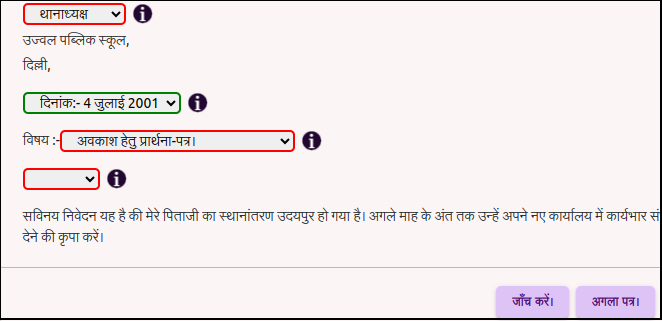 थानाध्यक्ष
उज्वल पब्लिक स्कूल,
दिल्ली,
दिनांक:- 4 जुलाई 2001
विषय :- अवकाश हेतु प्रार्थना-पत्र।
सविनय निवेदन यह है की मेरे पिताजी का स्थानांतरण उदयपुर हो गया है। अगले माह के अंत तक उन्हें अपने नए कार्यालय में कार्यभार सं
देने की कृपा करें।
जाँच करें। अगला पत्र।